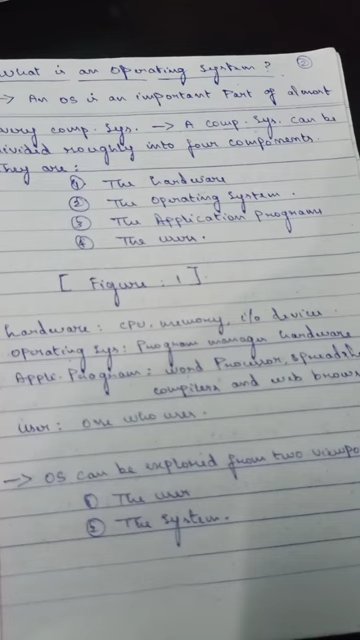 What is an Operating System? ②
→ An OS is an important Part of almost
every comp. Sys. → A comp. Sys. can be
divided roughly into four components.
They are:
① The hardware
② The Operating System.
③ The Application Programs
④ The user.
[Figure : 1].
hardware: CPU, memory, i/o devices
Operating Sys: Program manager hardware
Appli. Program: word Processor, Spreadsh
compilers and web brows
user: One who uses.
→ OS can be explored from two viewpo
① The user
② The System.